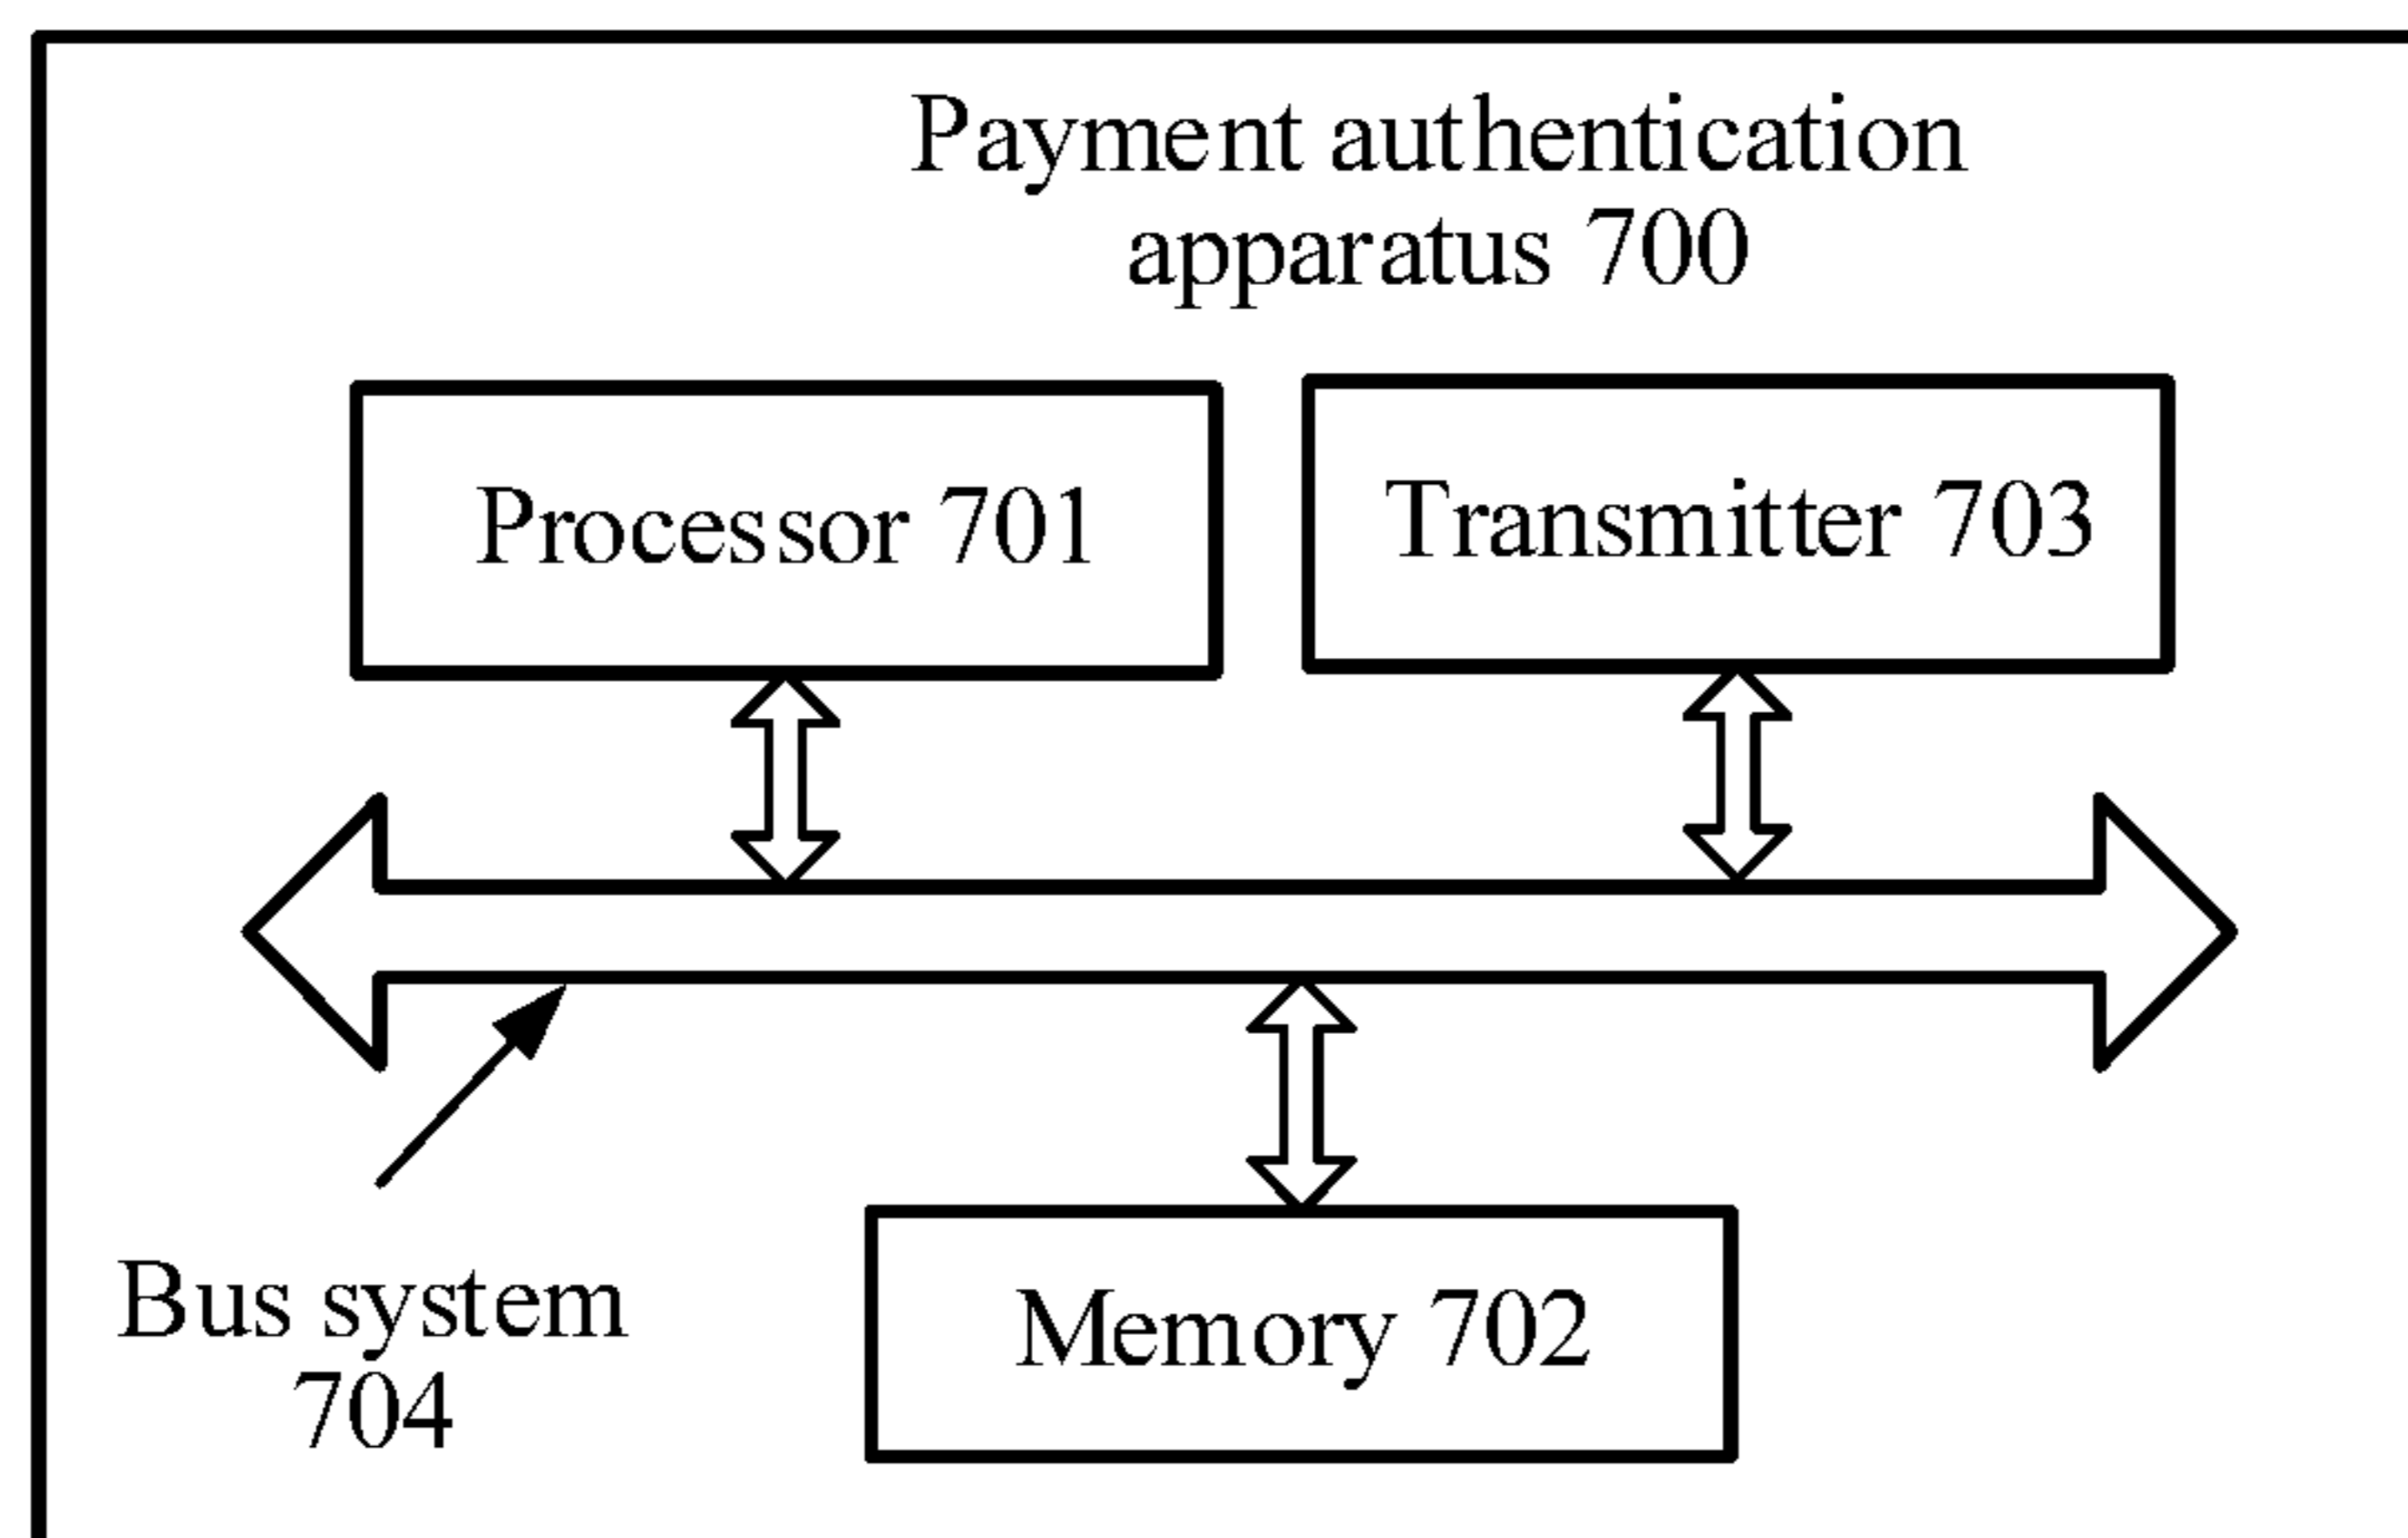 Payment authentication
apparatus 700
Processor 701
Transmitter 703
Bus system
704
Memory 702